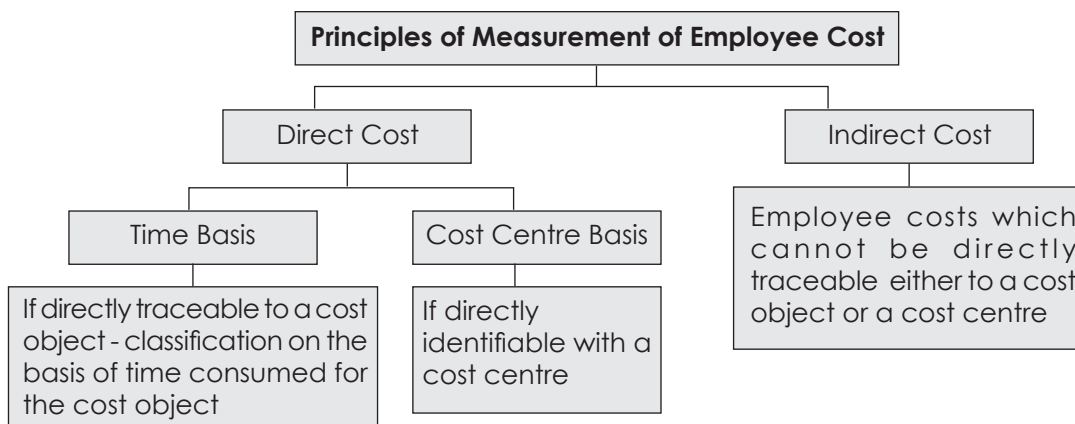 Principles of Measurement of Employee Cost
Direct Cost
Indirect Cost
Time Basis
Cost Centre Basis
If directly traceable to a cost
object - classification on the
basis of time consumed for
the cost object
If directly
identifiable with a
cost centre
Employee costs which
cannot be directly
traceable either to a cost
object or a cost centre